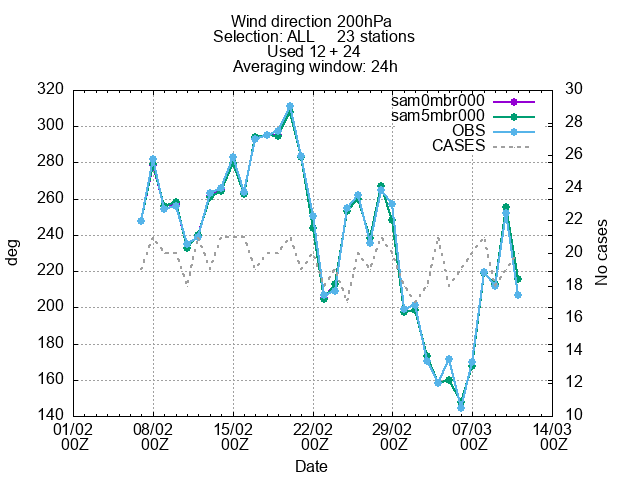 Wind direction 200hPa
Selection: ALL 23 stations
Used 12 + 24
Averaging window: 24h
sam0mbr000
sam5mbr000
OBS
CASES
deg
320
300
280
260
240
220
200
180
160
140
No cases
30
28
26
24
22
20
18
16
14
12
10
01/02 08/02 15/02 22/02 29/02 07/03 14/03
00Z 00Z 00Z 00Z 00Z 00Z 00Z
Date